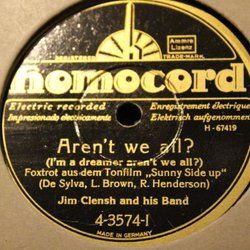 Ammre
Lizenz
REGISTERED
TRADE-MARK.
homocord
Electric recorded
Enregistrement électrique
Impresionado electricamente
Elektrisch aufgenommen
H - 67419
Aren't we all?
(I'm a dreamer aren't we all?)
Foxtrot aus dem Tonfilm „Sunny Side up"
(De Sylva, L. Brown, R. Henderson)
Jim Clensh and his Band
4-3574-I
MADE IN GERMANY